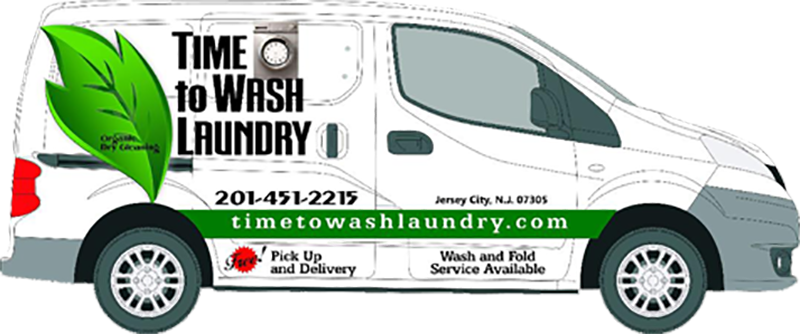 TIME
to WASH
LAUNDRY
Organic
Dry Cleaning
201-451-2215
Jersey City, N.J. 07305
timetowashlaundry.com
Free! Pick Up
and Delivery
Wash and Fold
Service Available